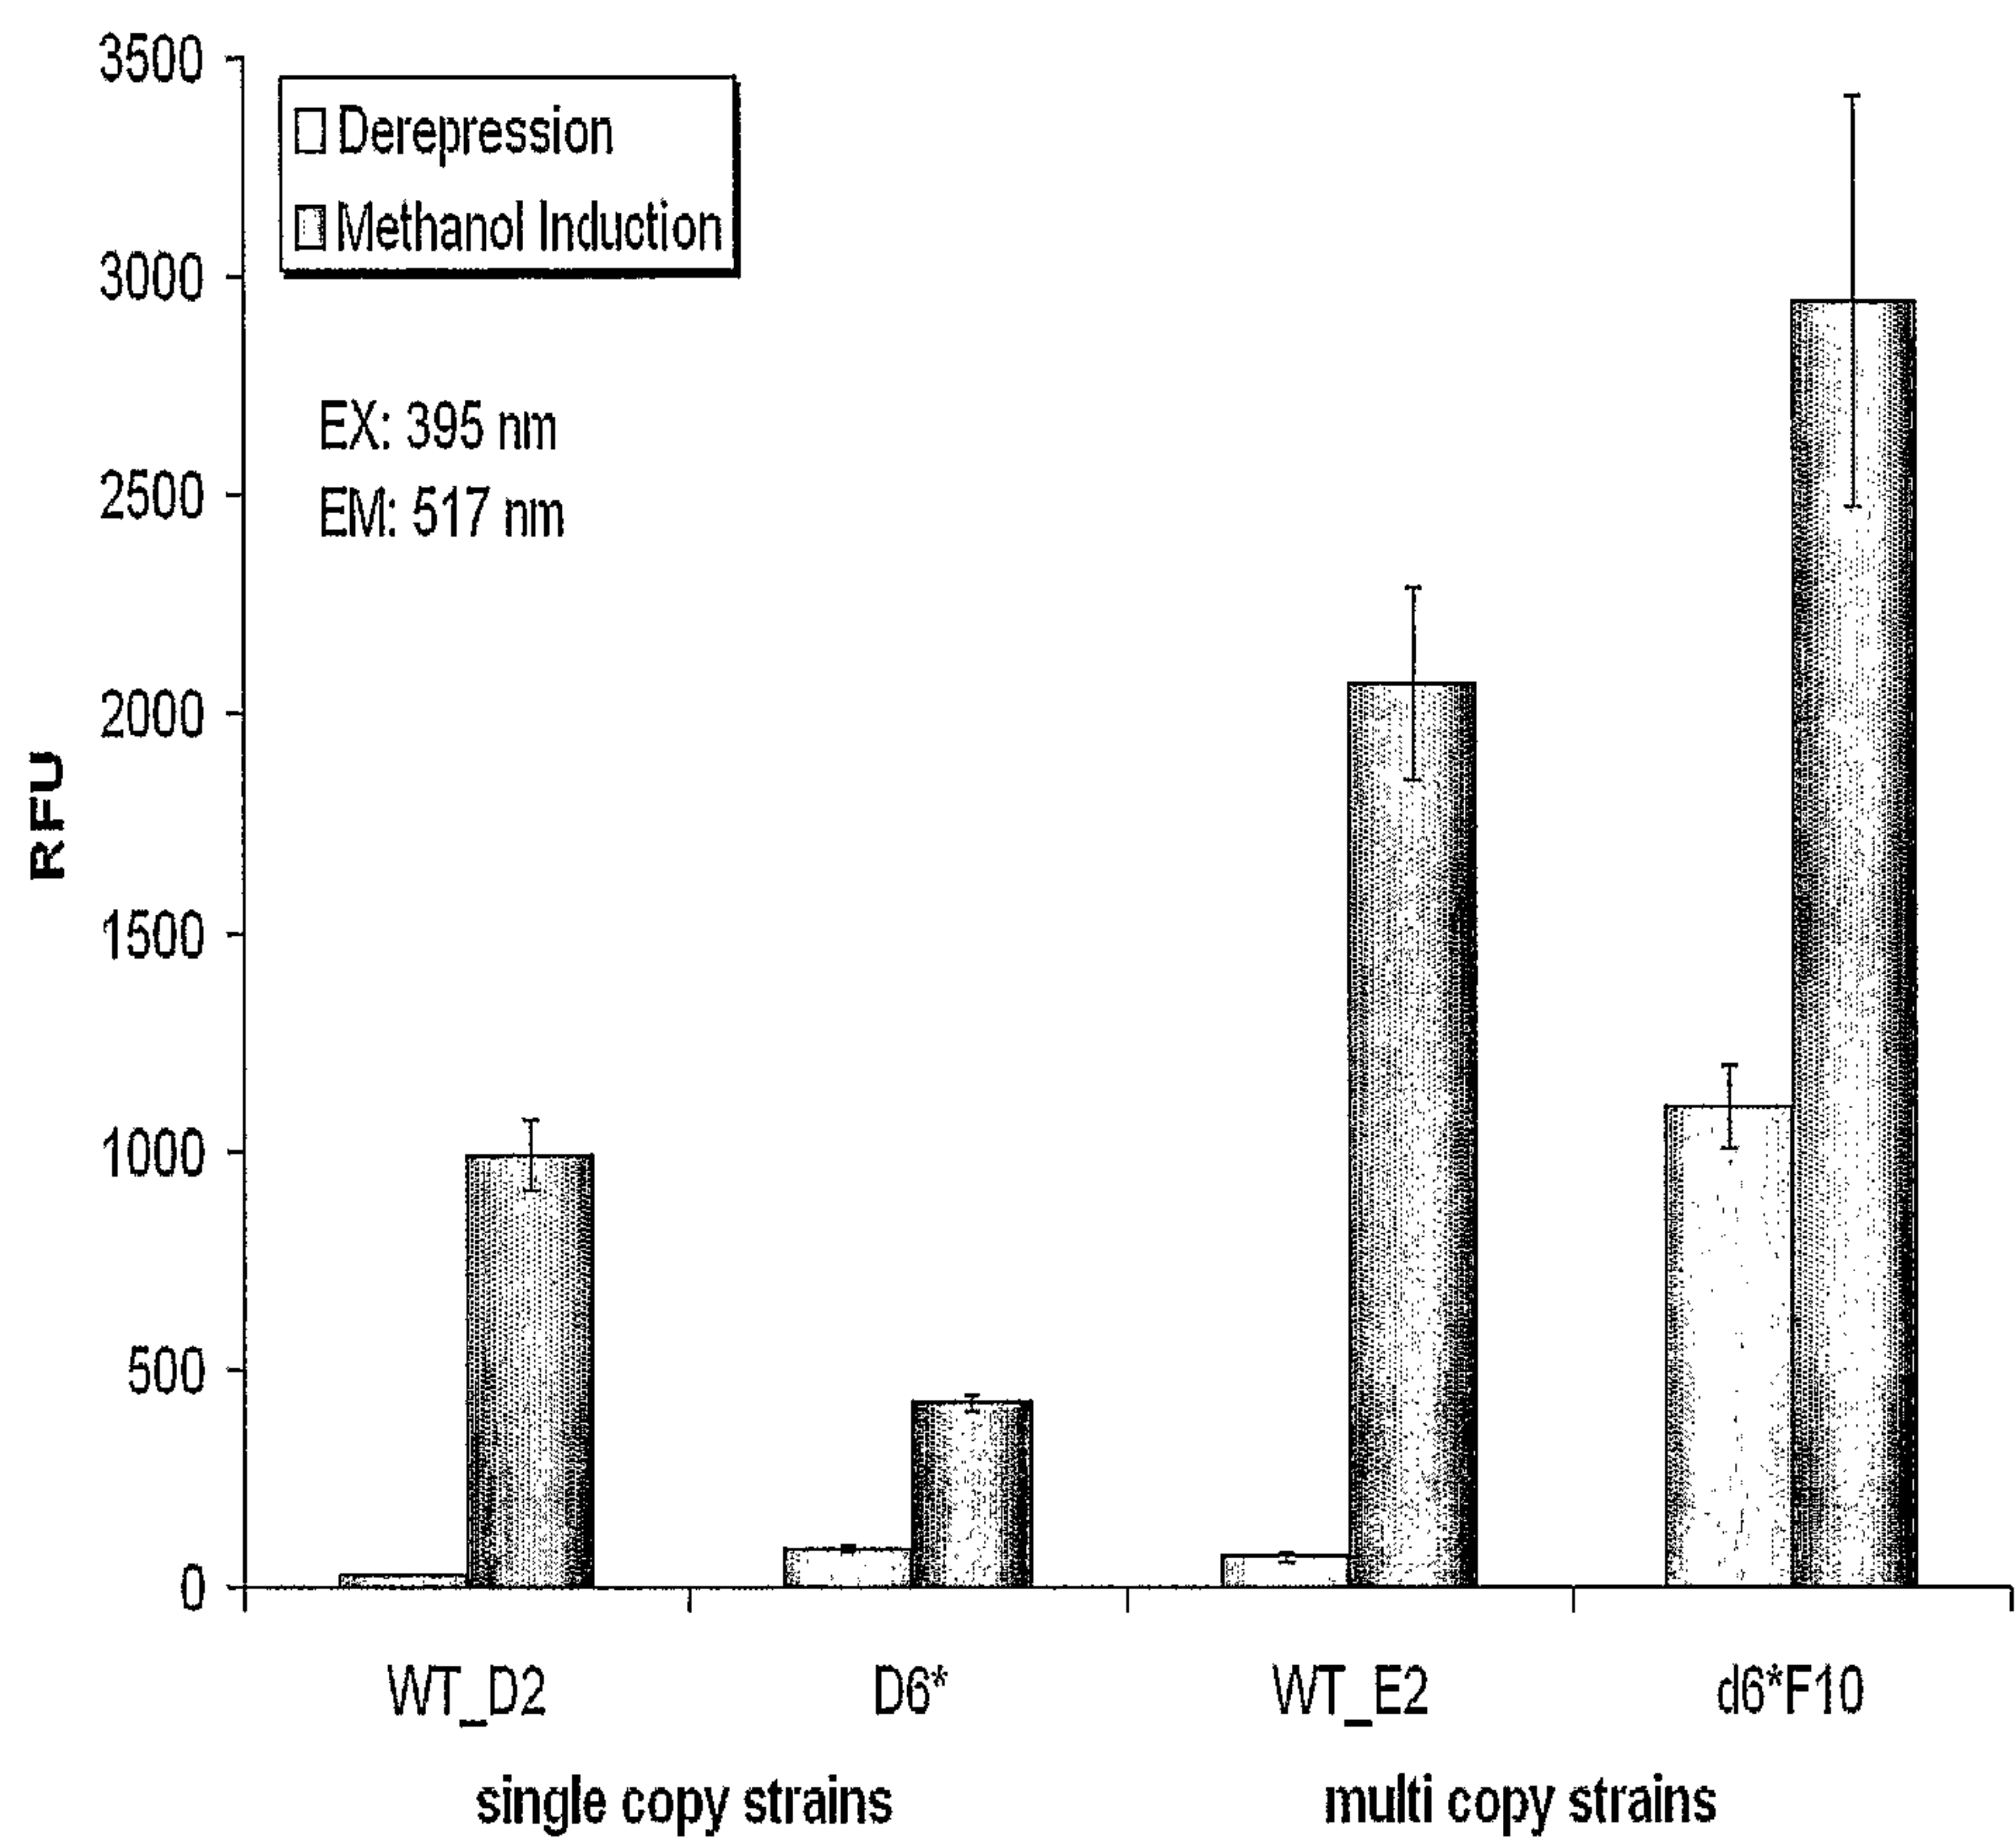 3500
3000
2500
2000
1500
1000
500
0
RFU
Derepression
Methanol Induction
EX: 395 nm
EM: 517 nm
WT_D2 D6* WT_E2 d6*F10
single copy strains multi copy strains